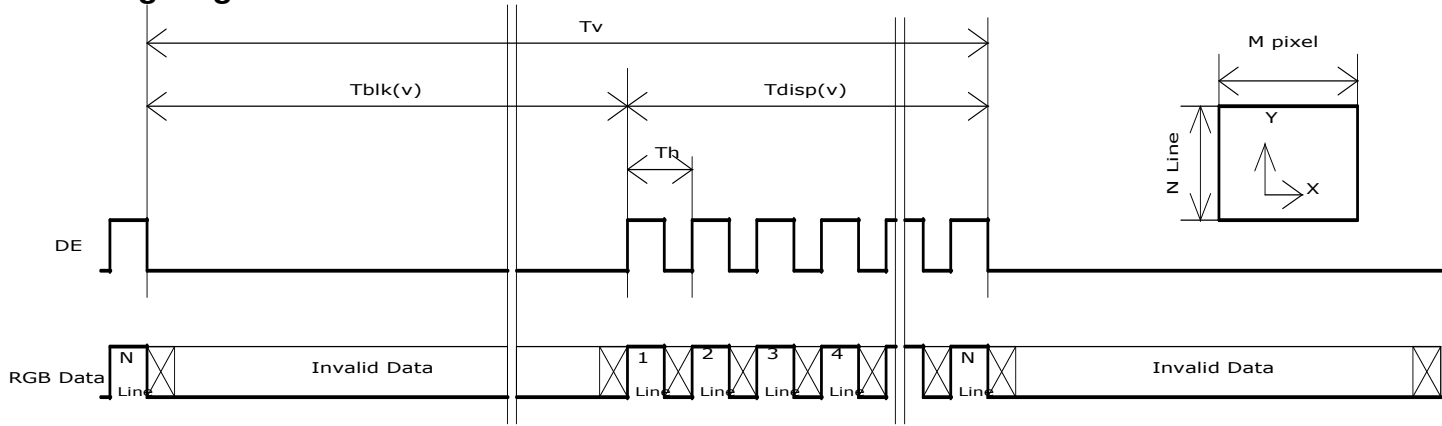 Tv
M pixel
Tblk(v)
Tdisp(v)
Y
Th
N Line
X
DE
N
Invalid Data
1
2
3
4
N
Invalid Data
RGB Data
Line
Line
Line
Line
Line
Line